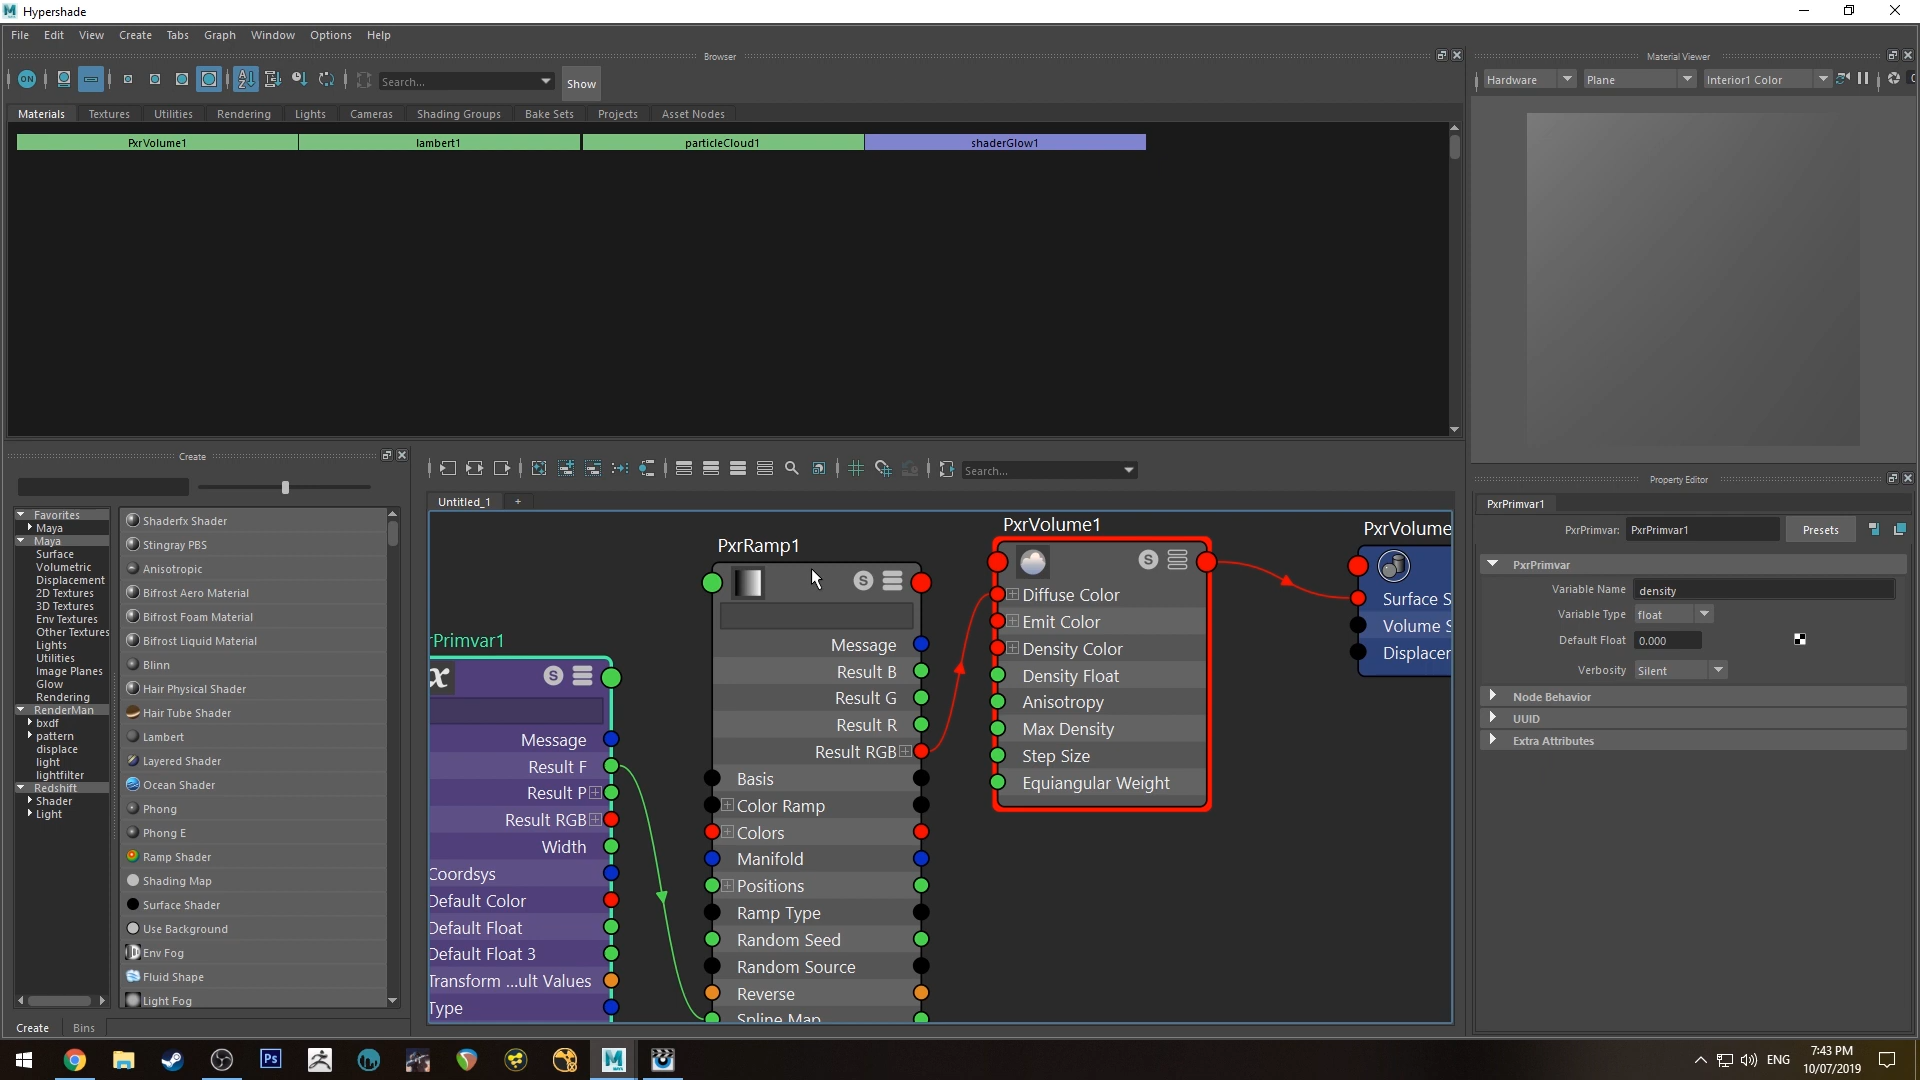 Hypershade
File Edit View Create Tabs Graph Window Options Help
Browser
ON
Search...
Show
Materials Textures Utilities Rendering Lights Cameras Shading Groups Bake Sets Projects Asset Nodes
PxrVolume1 lambert1 particleCloud1 shaderGlow1
Material Viewer
Hardware Plane Interior1 Color
Create
Favorites
Maya
Maya
Surface
Volumetric
Displacement
2D Textures
3D Textures
Env Textures
Other Textures
Lights
Utilities
Image Planes
Glow
Rendering
RenderMan
bxdf
pattern
displace
light
lightfilter
Redshift
Shader
Light
Shaderfx Shader
Stingray PBS
Anisotropic
Bifrost Aero Material
Bifrost Foam Material
Bifrost Liquid Material
Blinn
Hair Physical Shader
Hair Tube Shader
Lambert
Layered Shader
Ocean Shader
Phong
Phong E
Ramp Shader
Shading Map
Surface Shader
Use Background
Env Fog
Fluid Shape
Light Fog
Create Bins
Search...
Untitled_1 +
rPrimvar1
S
Message
Result F
Result P
Result RGB
Width
Coordsys
Default Color
Default Float
Default Float 3
Transform ...ult Values
Type
PxrRamp1
S
Message
Result B
Result G
Result R
Result RGB
Basis
Color Ramp
Colors
Manifold
Positions
Ramp Type
Random Seed
Random Source
Reverse
Spline Map
PxrVolume1
S
Diffuse Color
Emit Color
Density Color
Density Float
Anisotropy
Max Density
Step Size
Equiangular Weight
PxrVolume
Surface S
Volume S
Displacer
Property Editor
PxrPrimvar1
PxrPrimvar: PxrPrimvar1 Presets
PxrPrimvar
Variable Name density
Variable Type float
Default Float 0.000
Verbosity Silent
Node Behavior
UUID
Extra Attributes
Ps
ENG
7:43 PM
10/07/2019